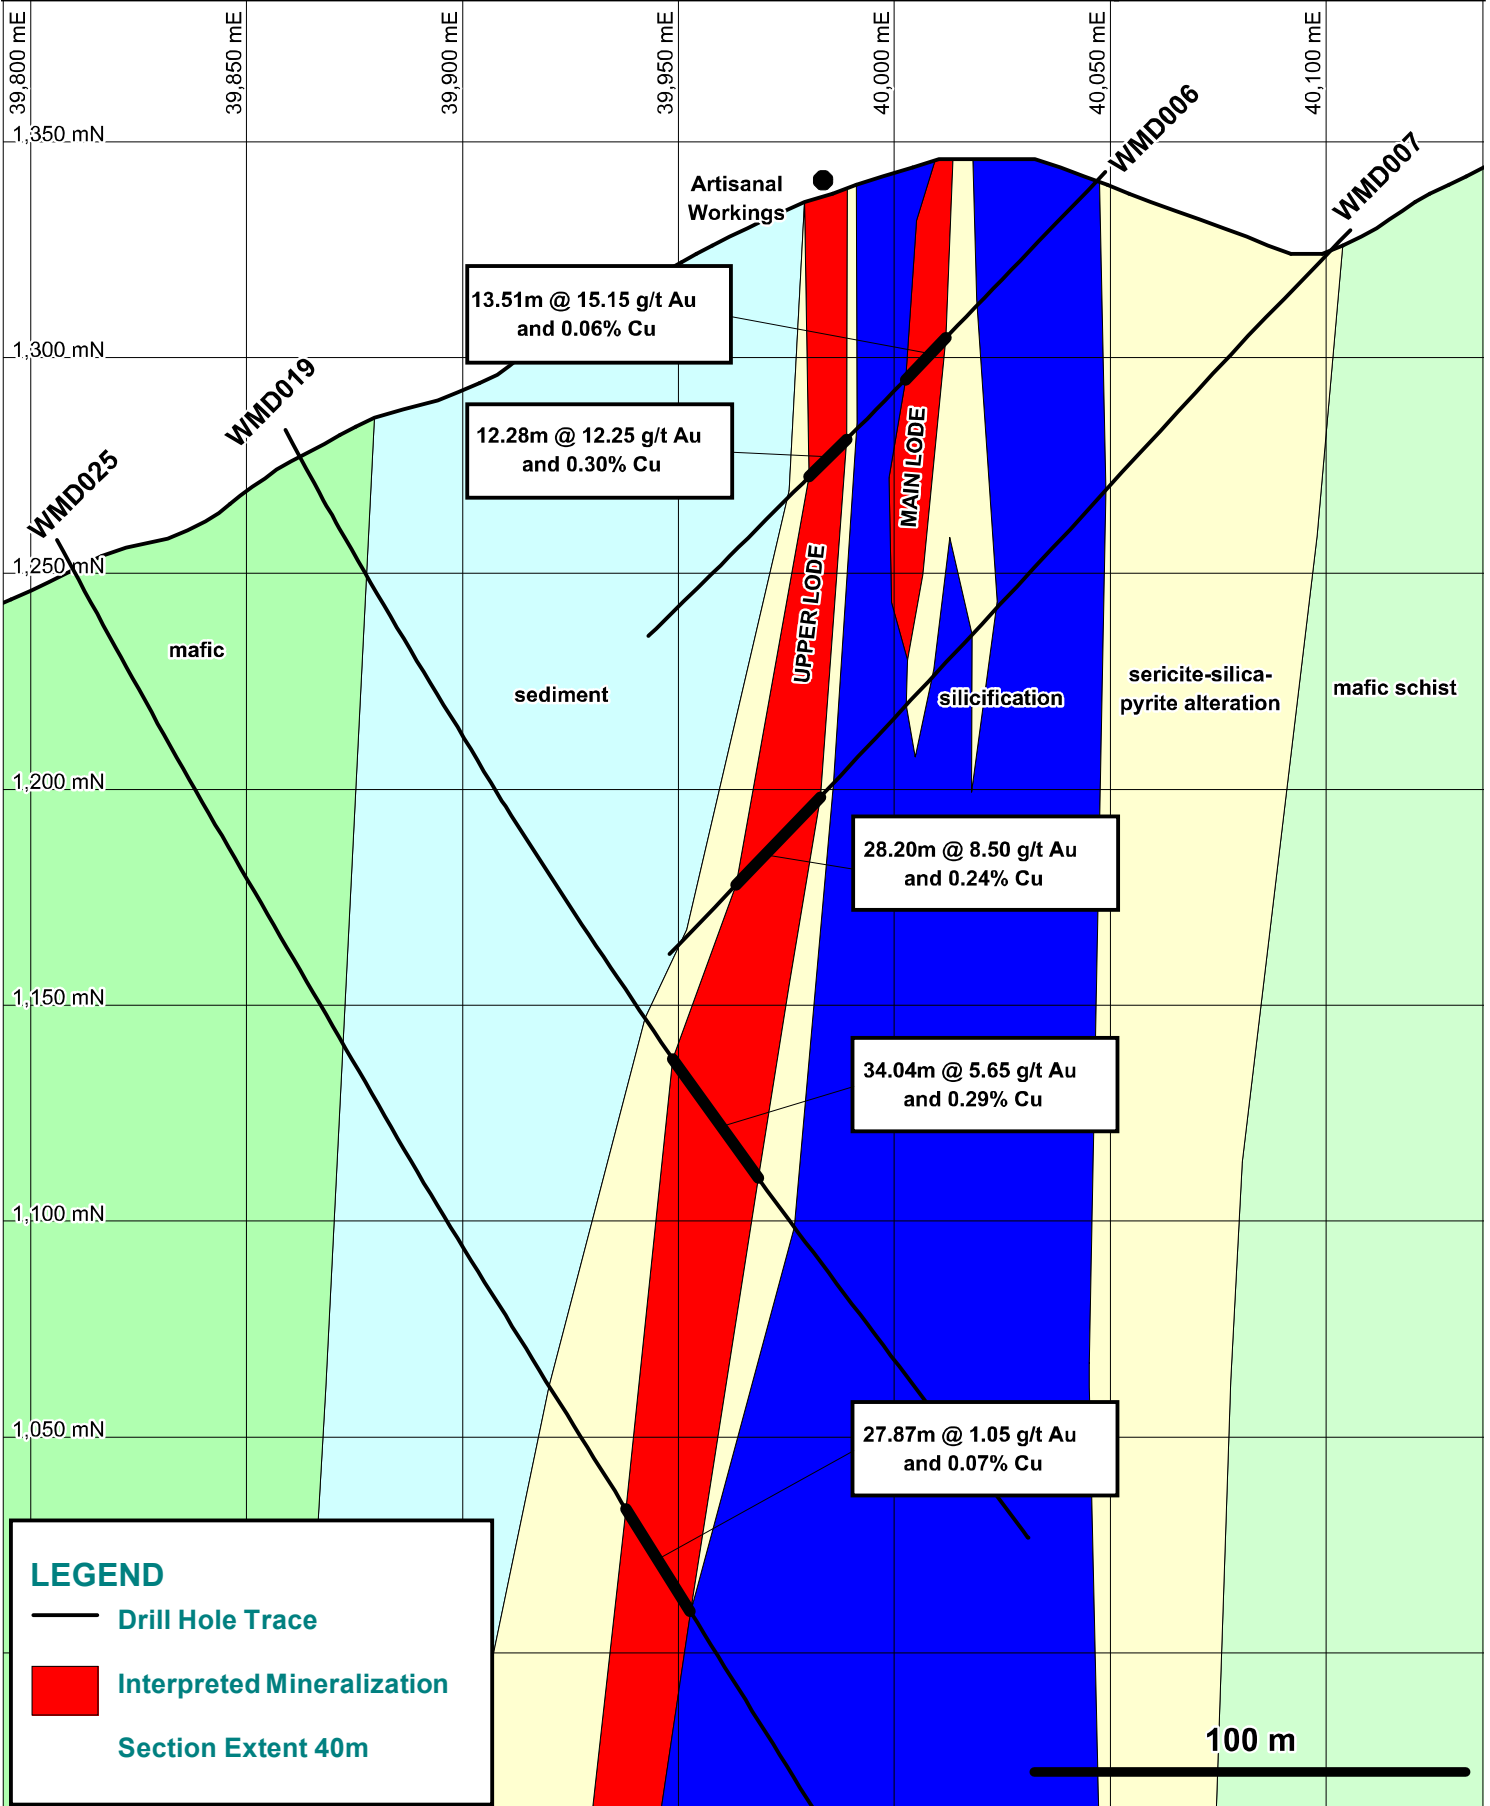 39,800 mE
39,850 mE
39,900 mE
39,950 mE
40,000 mE
40,050 mE
40,100 mE
1,350 mN
WMD006
WMD007
Artisanal
Workings
13.51m @ 15.15 g/t Au
and 0.06% Cu
1,300 mN
WMD019
12.28m @ 12.25 g/t Au
and 0.30% Cu
MAIN LODE
WMD025
1,250 mN
UPPER LODE
mafic
sediment
silicification
sericite-silica-
pyrite alteration
mafic schist
1,200 mN
28.20m @ 8.50 g/t Au
and 0.24% Cu
1,150 mN
34.04m @ 5.65 g/t Au
and 0.29% Cu
1,100 mN
1,050 mN
27.87m @ 1.05 g/t Au
and 0.07% Cu
LEGEND
Drill Hole Trace
Interpreted Mineralization
Section Extent 40m
100 m